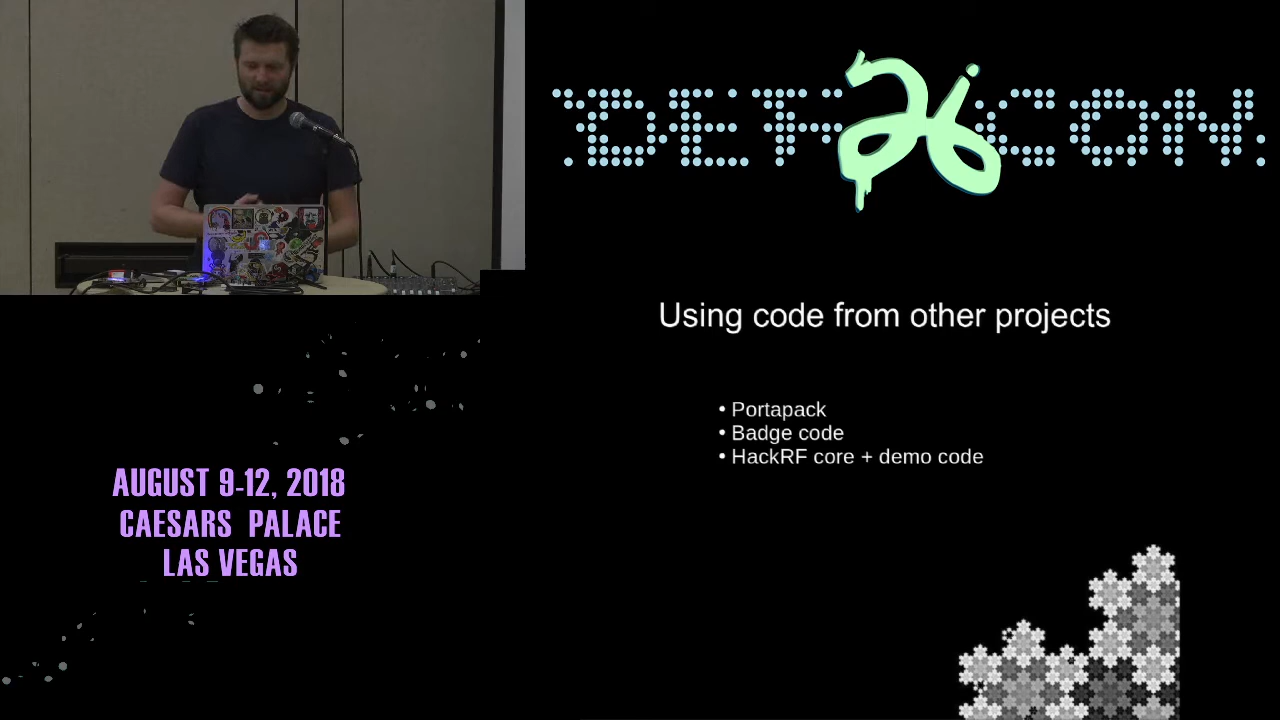 DEF 26 CON
Using code from other projects
• Portapack
• Badge code
• HackRF core + demo code
AUGUST 9-12, 2018
CAESARS PALACE
LAS VEGAS